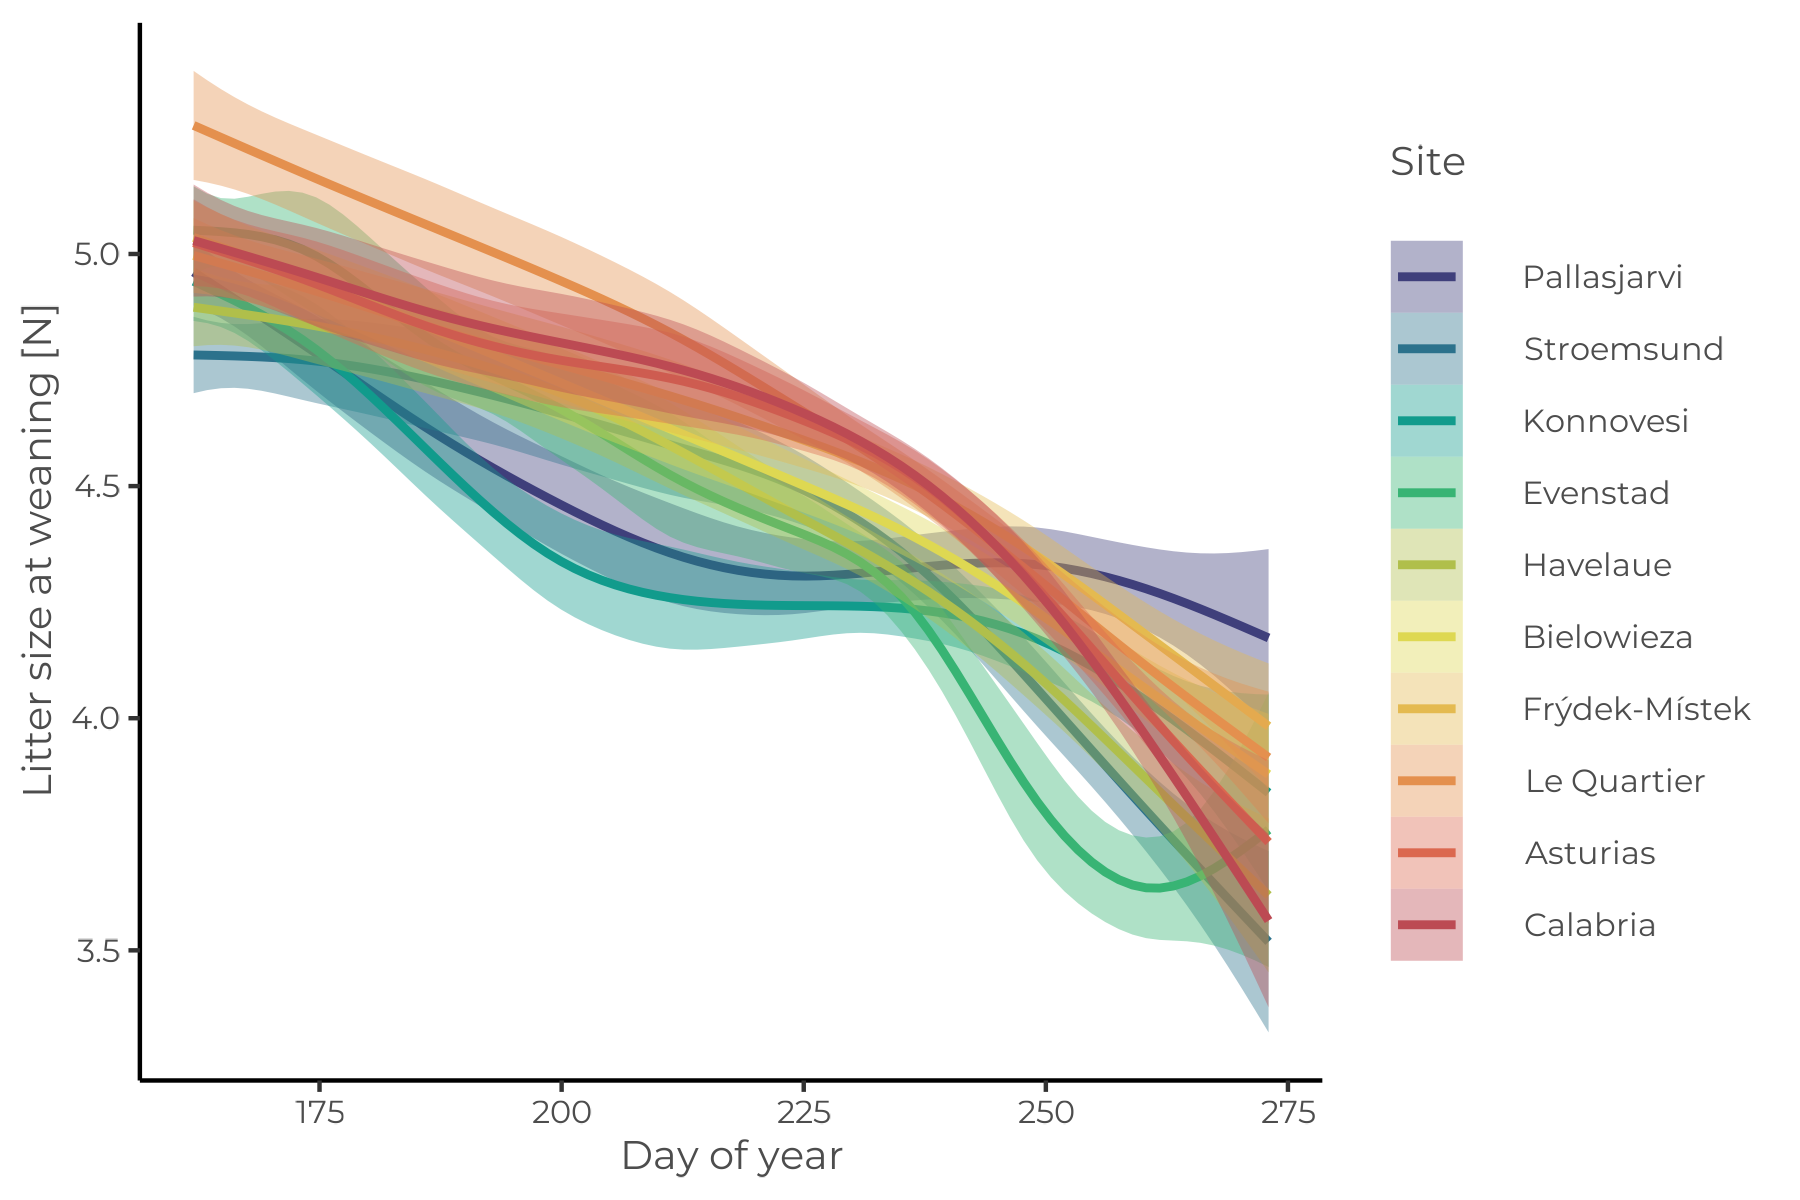 Litter size at weaning [N]
5.0
4.5
4.0
3.5
175 200 225 250 275
Day of year
Site
Pallasjarvi
Stroemsund
Konnovesi
Evenstad
Havelaue
Bielowieza
Frýdek-Místek
Le Quartier
Asturias
Calabria